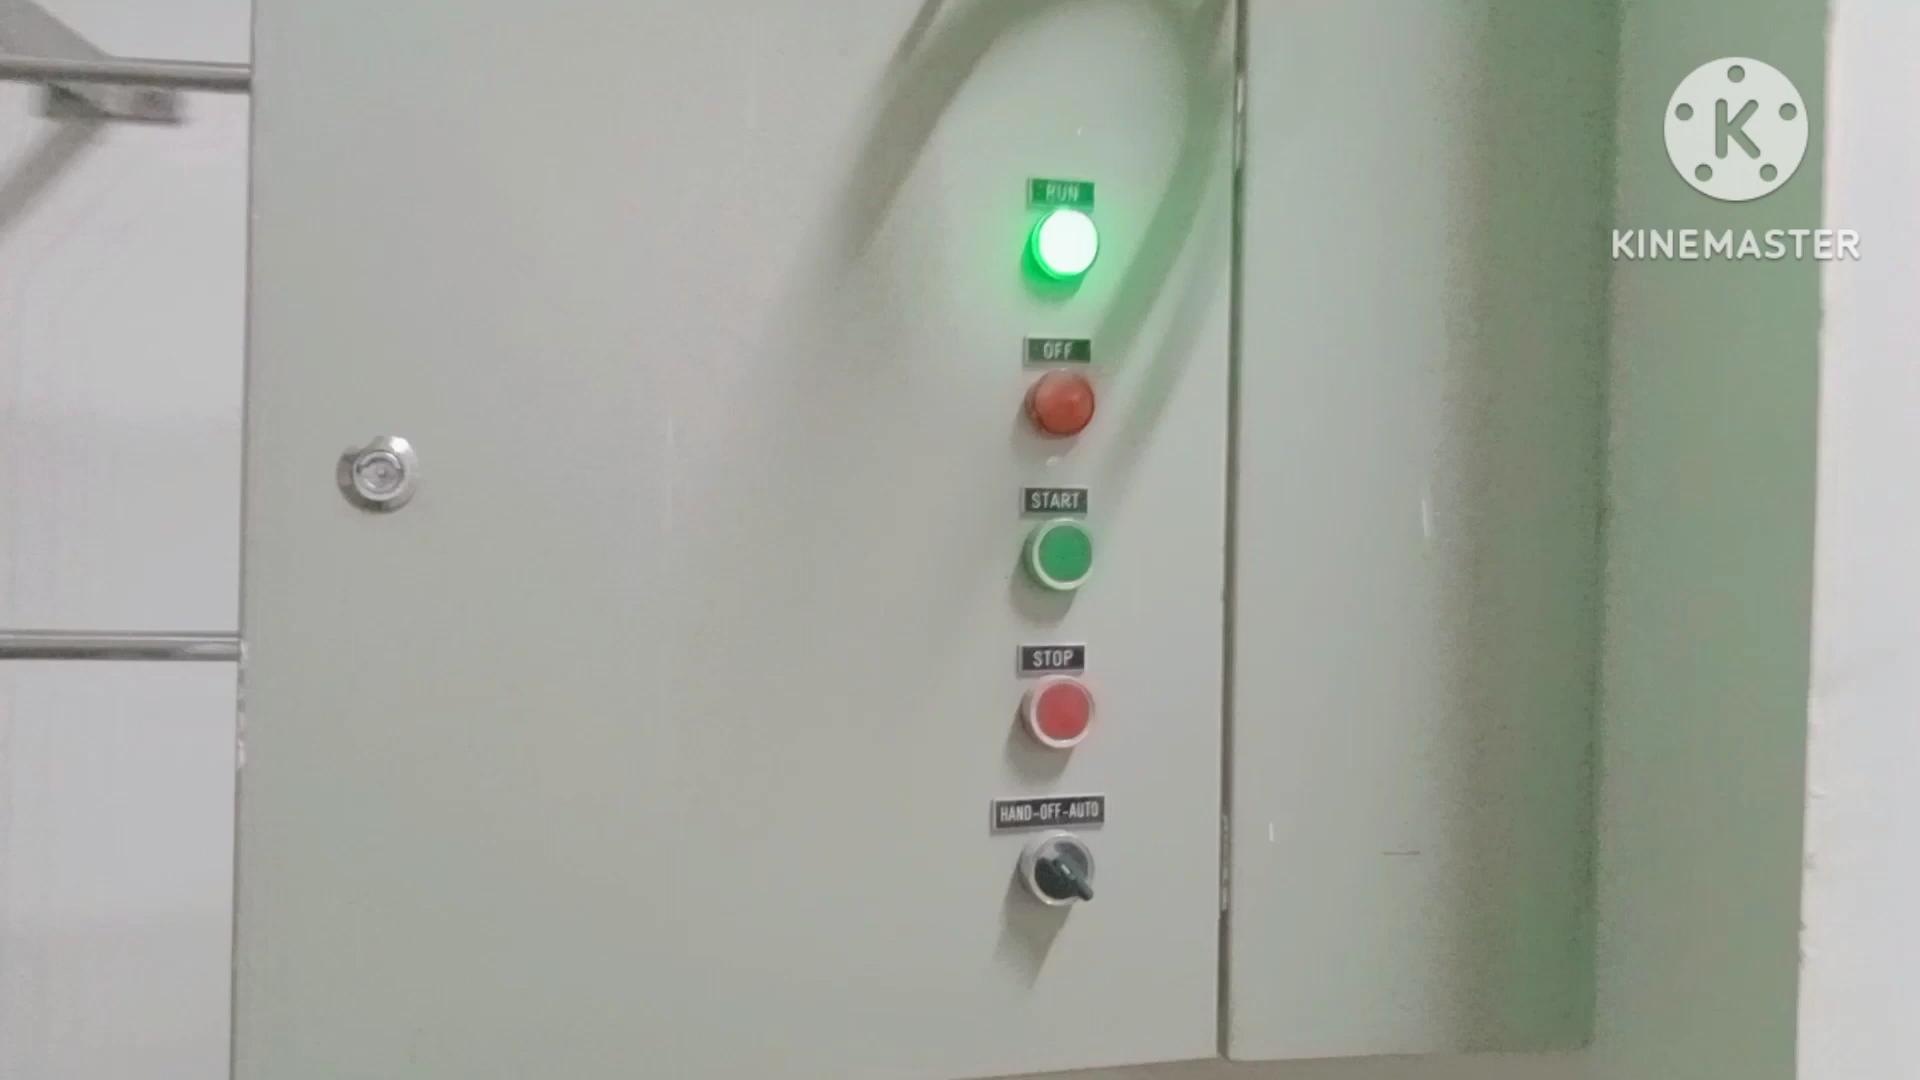 K
KINEMASTER
RUN
OFF
START
STOP
HAND-OFF-AUTO